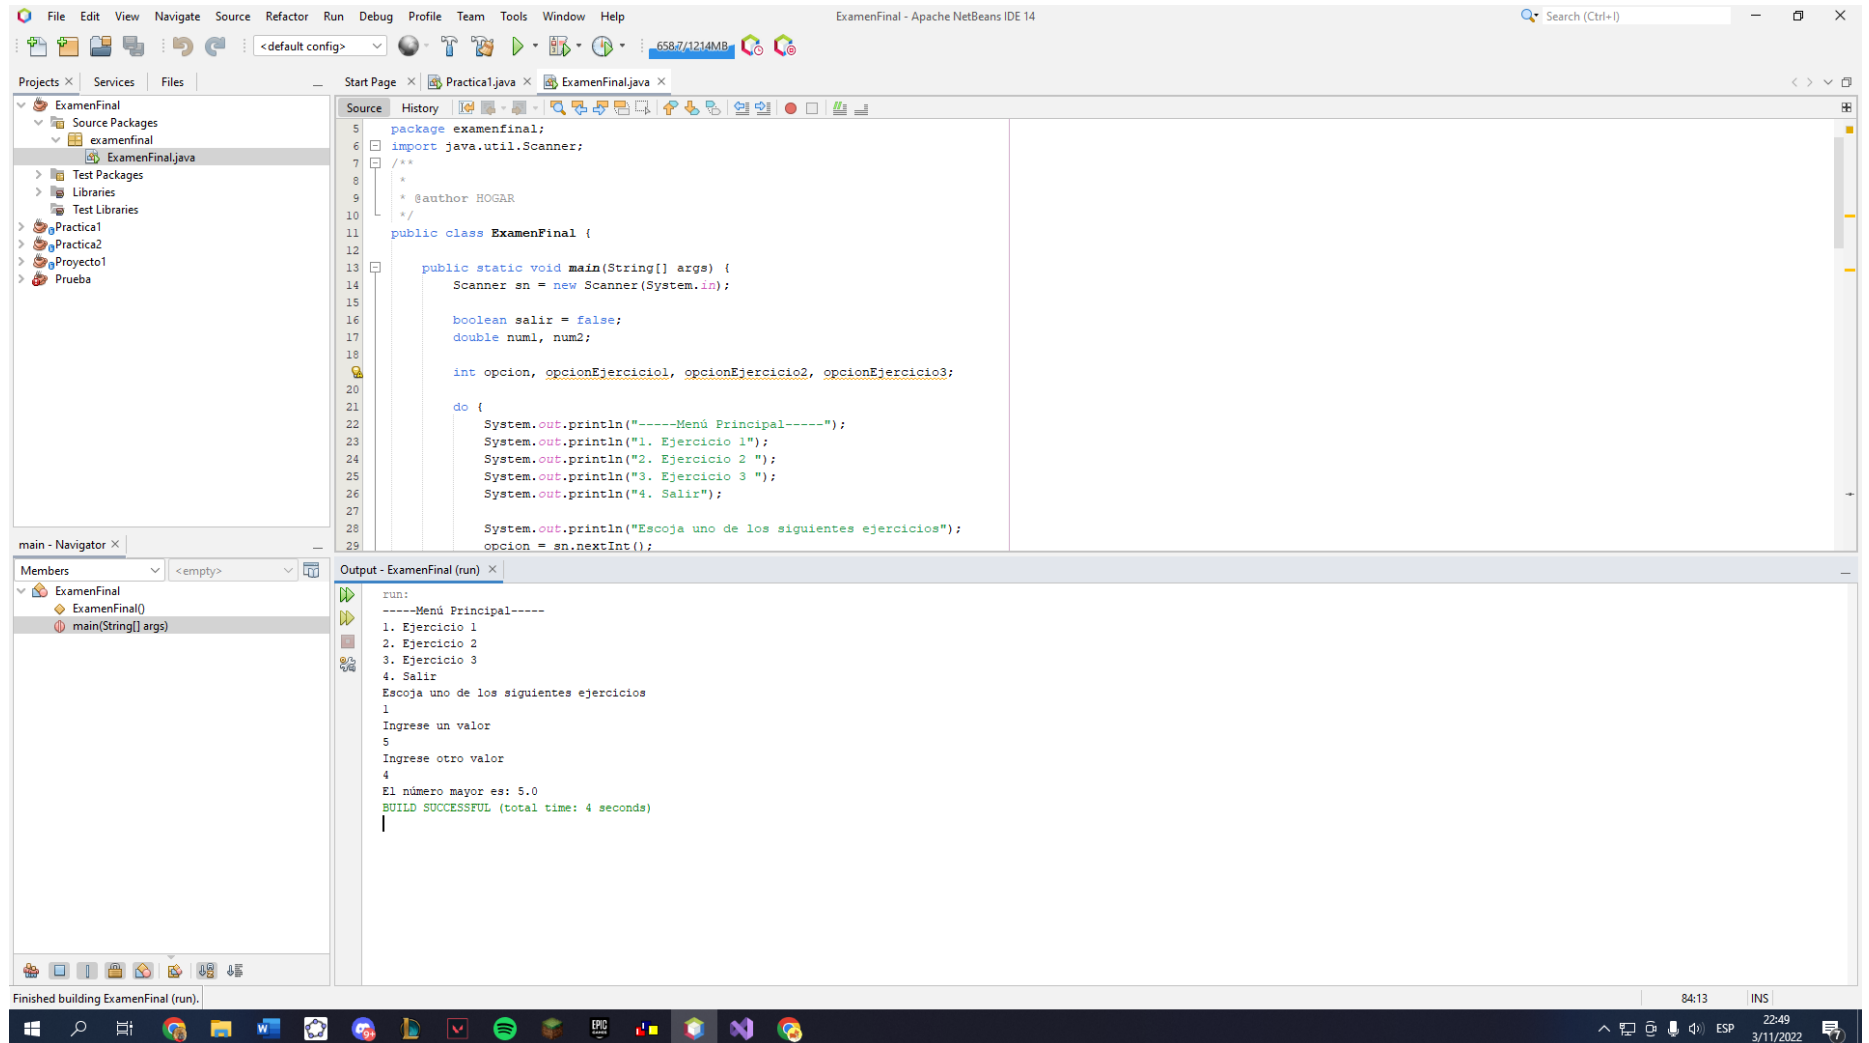 File Edit View Navigate Source Refactor Run Debug Profile Team Tools Window Help
ExamenFinal - Apache NetBeans IDE 14
Search (Ctrl+I)
<default config>
658.7/1214MB
Projects Services Files
Start Page Practica1.java ExamenFinal.java
Source History
ExamenFinal
Source Packages
examenfinal
ExamenFinal.java
Test Packages
Libraries
Test Libraries
Practica1
Practica2
Proyecto1
Prueba
5 package examenfinal;
6 import java.util.Scanner;
7 /**
8 *
9 * @author HOGAR
10 */
11 public class ExamenFinal {
12
13 public static void main(String[] args) {
14 Scanner sn = new Scanner(System.in);
15
16 boolean salir = false;
17 double num1, num2;
18
int opcion, opcionEjercicio1, opcionEjercicio2, opcionEjercicio3;
20
21 do {
22 System.out.println("-----Menú Principal-----");
23 System.out.println("1. Ejercicio 1");
24 System.out.println("2. Ejercicio 2 ");
25 System.out.println("3. Ejercicio 3 ");
26 System.out.println("4. Salir");
27
28 System.out.println("Escoja uno de los siguientes ejercicios");
29 opcion = sn.nextInt();
main - Navigator
Members <empty>
ExamenFinal
ExamenFinal()
main(String[] args)
Output - ExamenFinal (run)
run:
-----Menú Principal-----
1. Ejercicio 1
2. Ejercicio 2
3. Ejercicio 3
4. Salir
Escoja uno de los siguientes ejercicios
1
Ingrese un valor
5
Ingrese otro valor
4
El número mayor es: 5.0
BUILD SUCCESSFUL (total time: 4 seconds)
Finished building ExamenFinal (run).
84:13 INS
EPIC
ESP
22:49
3/11/2022
7